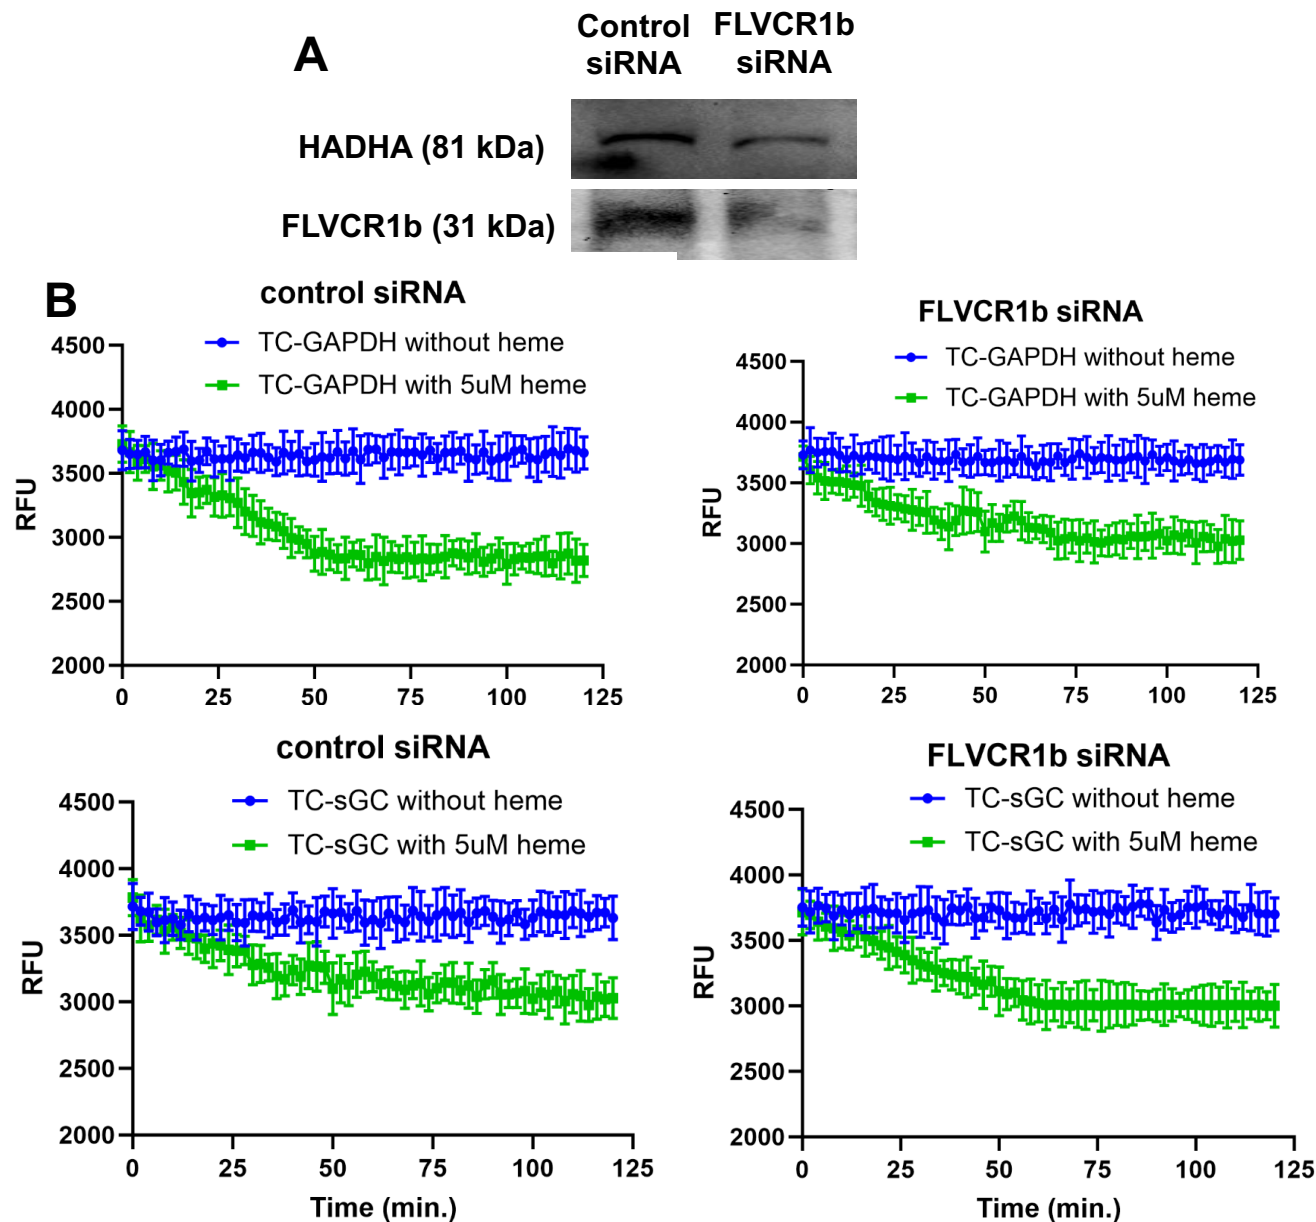 A
Control FLVCR1b
siRNA siRNA
HADHA (81 kDa)
FLVCR1b (31 kDa)
B
control siRNA
TC-GAPDH without heme
TC-GAPDH with 5uM heme
4500
4000
3500
3000
2500
2000
RFU
0 25 50 75 100 125
FLVCR1b siRNA
TC-GAPDH without heme
TC-GAPDH with 5uM heme
4500
4000
3500
3000
2500
2000
RFU
0 25 50 75 100 125
control siRNA
TC-sGC without heme
TC-sGC with 5uM heme
4500
4000
3500
3000
2500
2000
RFU
0 25 50 75 100 125
Time (min.)
FLVCR1b siRNA
TC-sGC without heme
TC-sGC with 5uM heme
4500
4000
3500
3000
2500
2000
RFU
0 25 50 75 100 125
Time (min.)